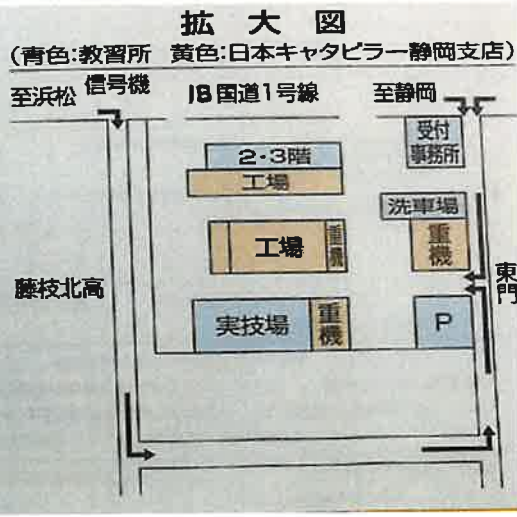 拡大図
(青色:教習所 黄色:日本キャタピラー静岡支店)
至浜松 信号機 旧国道1号線 至静岡
受付
事務所
2・3階
工場
洗車場
工場
重機
重機
藤枝北高
東門
実技場
重機
P